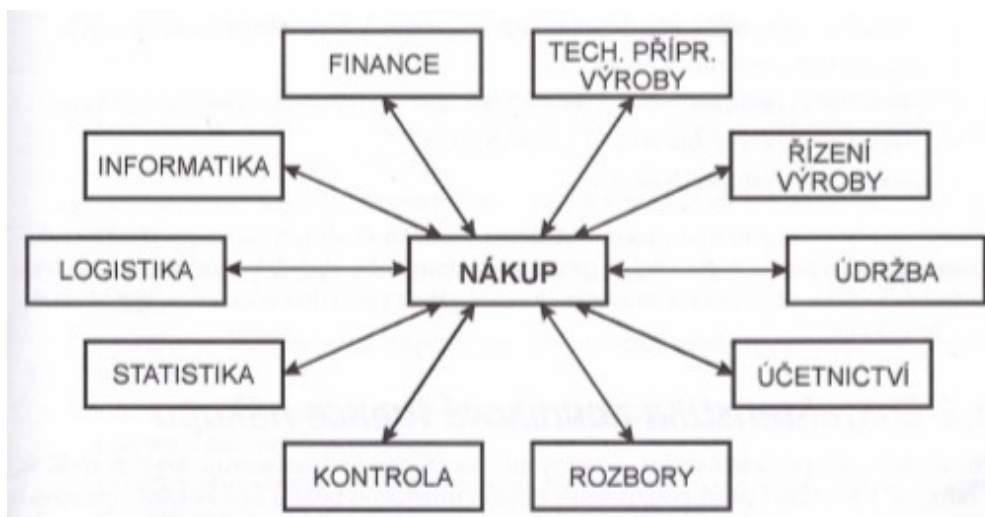 FINANCE
TECH. PŘÍPR.
VÝROBY
INFORMATIKA
ŘÍZENÍ
VÝROBY
LOGISTIKA
NÁKUP
ÚDRŽBA
STATISTIKA
ÚČETNICTVÍ
KONTROLA
ROZBORY